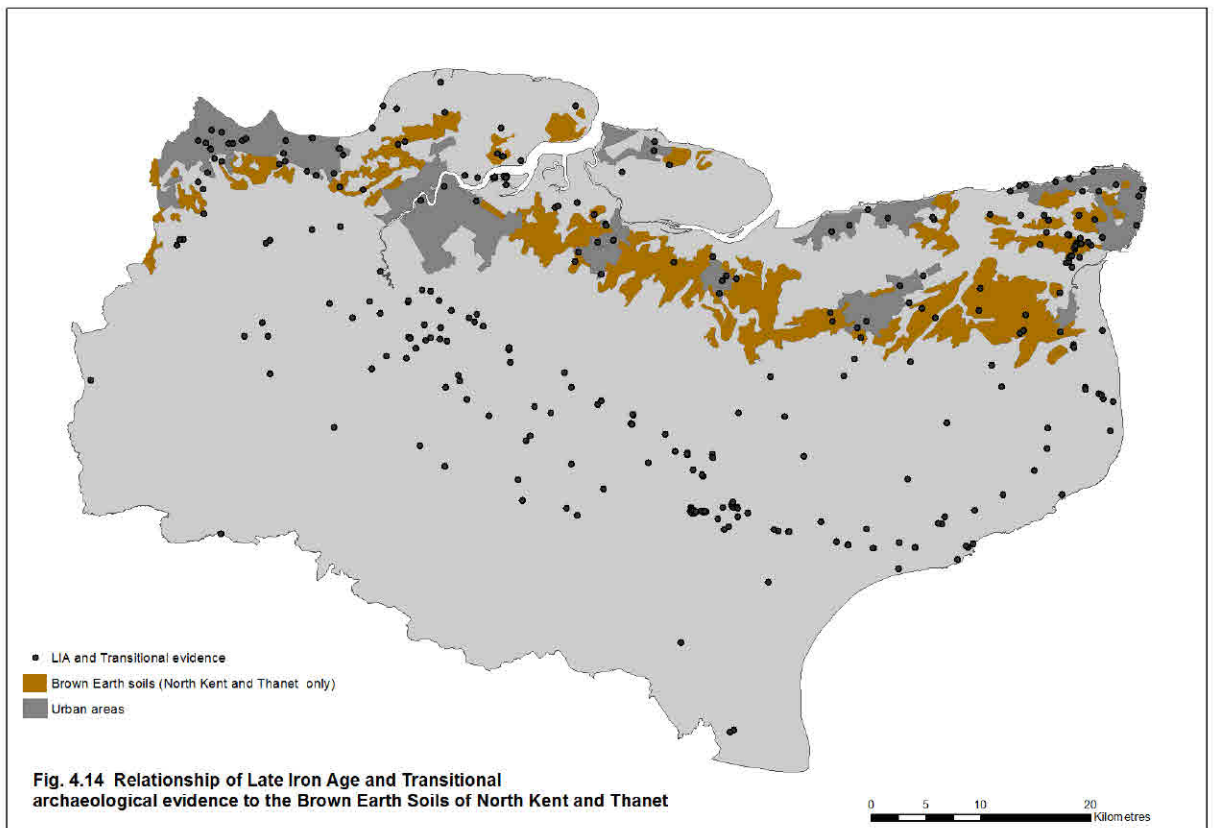 LIA and Transitional evidence
Brown Earth soils (North Kent and Thanet only)
Urban areas
Fig. 4.14 Relationship of Late Iron Age and Transitional
archaeological evidence to the Brown Earth Soils of North Kent and Thanet
0 5 10 20
Kilometres